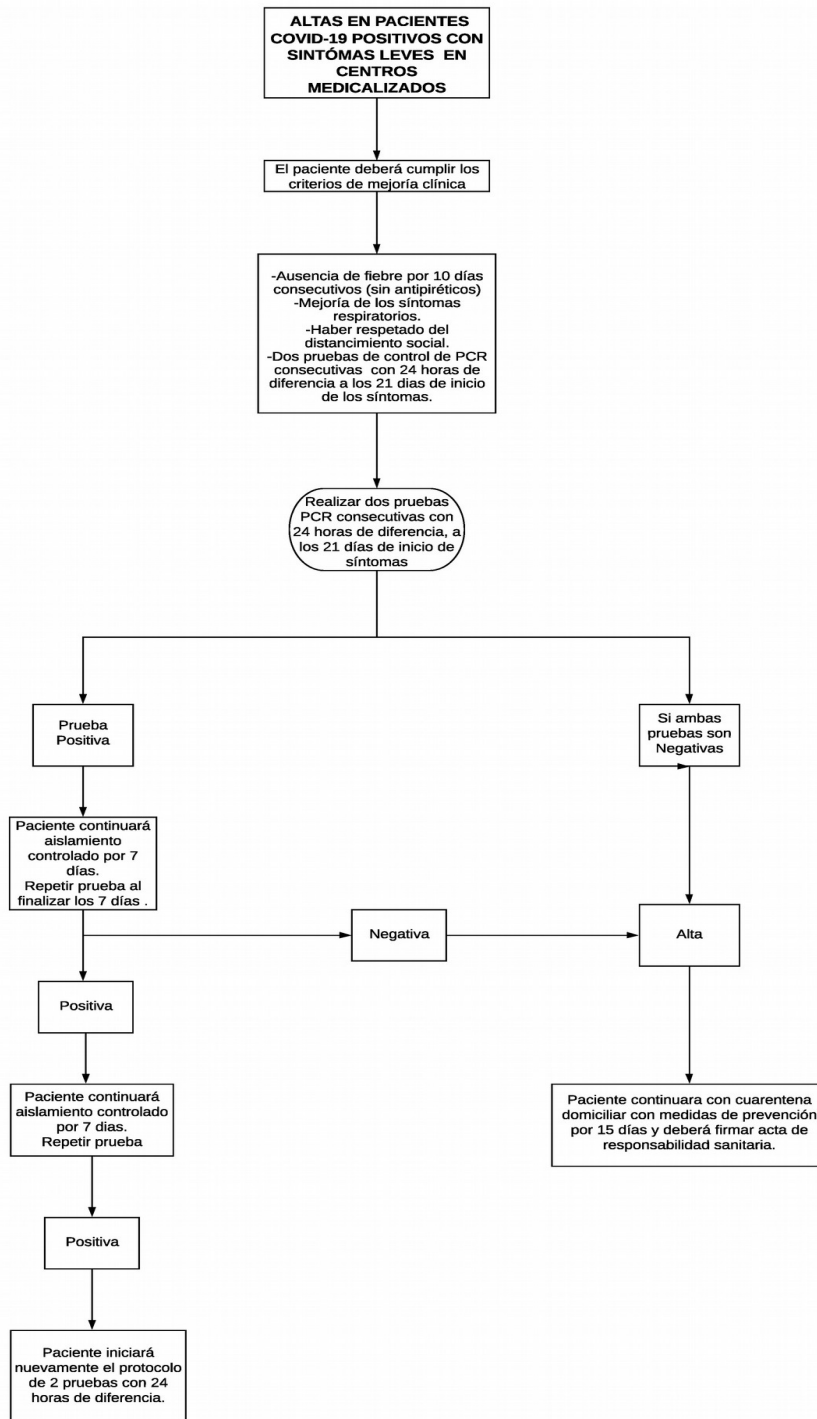 ALTAS EN PACIENTES
COVID-19 POSITIVOS CON
SINTÓMAS LEVES EN
CENTROS
MEDICALIZADOS
El paciente deberá cumplir los
criterios de mejoría clínica
-Ausencia de fiebre por 10 días
consecutivos (sin antipiréticos)
-Mejoría de los síntomas
respiratorios.
-Haber respetado del
distancimiento social.
-Dos pruebas de control de PCR
consecutivas con 24 horas de
diferencia a los 21 dias de inicio
de los síntomas.
Realizar dos pruebas
PCR consecutivas con
24 horas de diferencia, a
los 21 días de inicio de
síntomas
Prueba
Positiva
Si ambas
pruebas son
Negativas
Paciente continuará
aislamiento
controlado por 7
días.
Repetir prueba al
finalizar los 7 días .
Negativa
Alta
Positiva
Paciente continuará
aislamiento controlado
por 7 dias.
Repetir prueba
Paciente continuara con cuarentena
domiciliar con medidas de prevención
por 15 días y deberá firmar acta de
responsabilidad sanitaria.
Positiva
Paciente iniciará
nuevamente el protocolo
de 2 pruebas con 24
horas de diferencia.